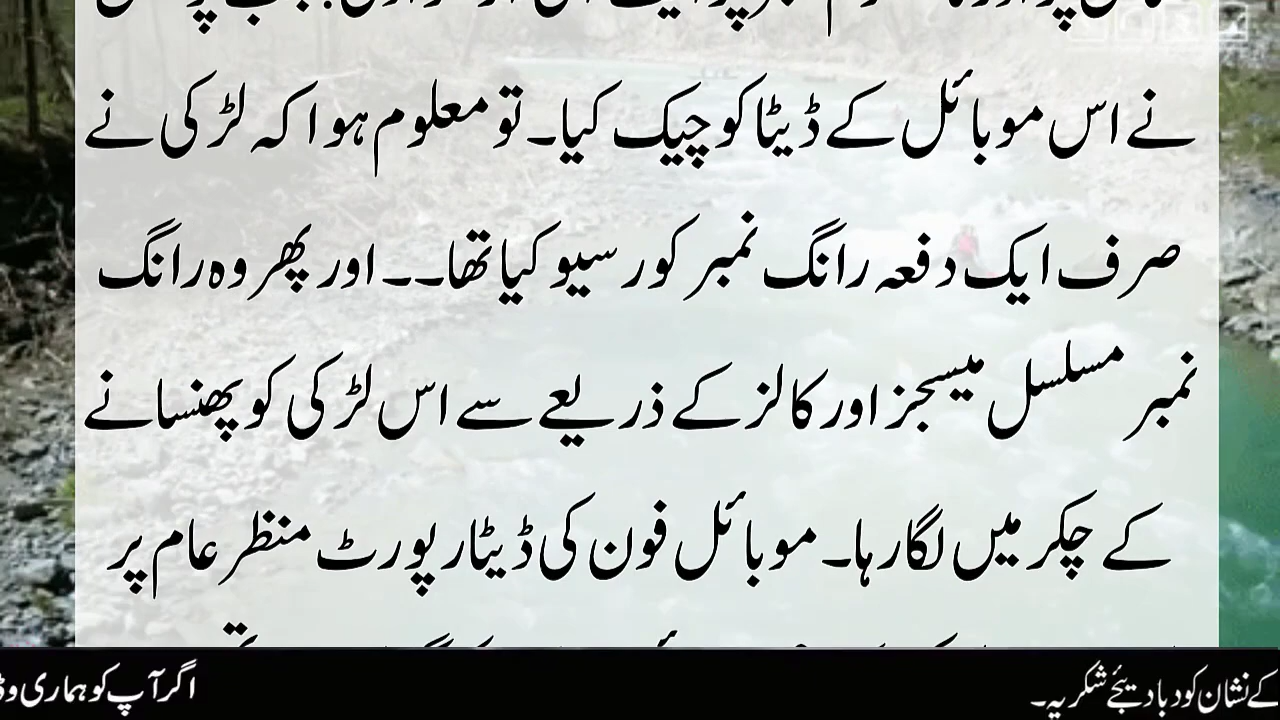 نے اس موبائل کے ڈیٹا کو چیک کیا۔ تو معلوم ہوا کہ لڑکی نے
صرف ایک دفعہ رانگ نمبر کو رسیو کیا تھا۔۔ اور پھر وہ رانگ
نمبر مسلسل میسجز اور کالز کے ذریعے سے اس لڑکی کو پھنسانے
کے چکر میں لگا رہا۔ موبائل فون کی ڈیٹا رپورٹ منظر عام پر
کے نشان کو دبا دیجئے شکریہ۔
اگر آپ کو ہماری